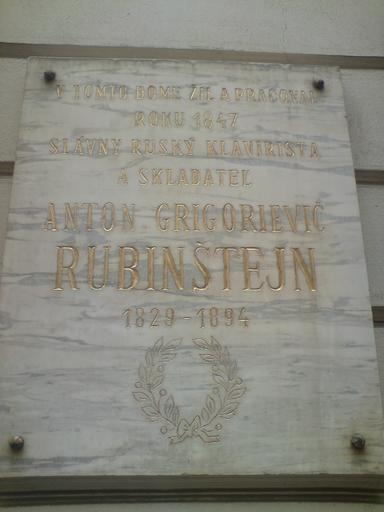 V TOMTO DOME ŽIL A PRACOVAL
ROKU 1847
SLÁVNY RUSKÝ KLAVIRISTA
A SKLADATEĽ
ANTON GRIGORIEVIČ
RUBINŠTEJN
1829-1894